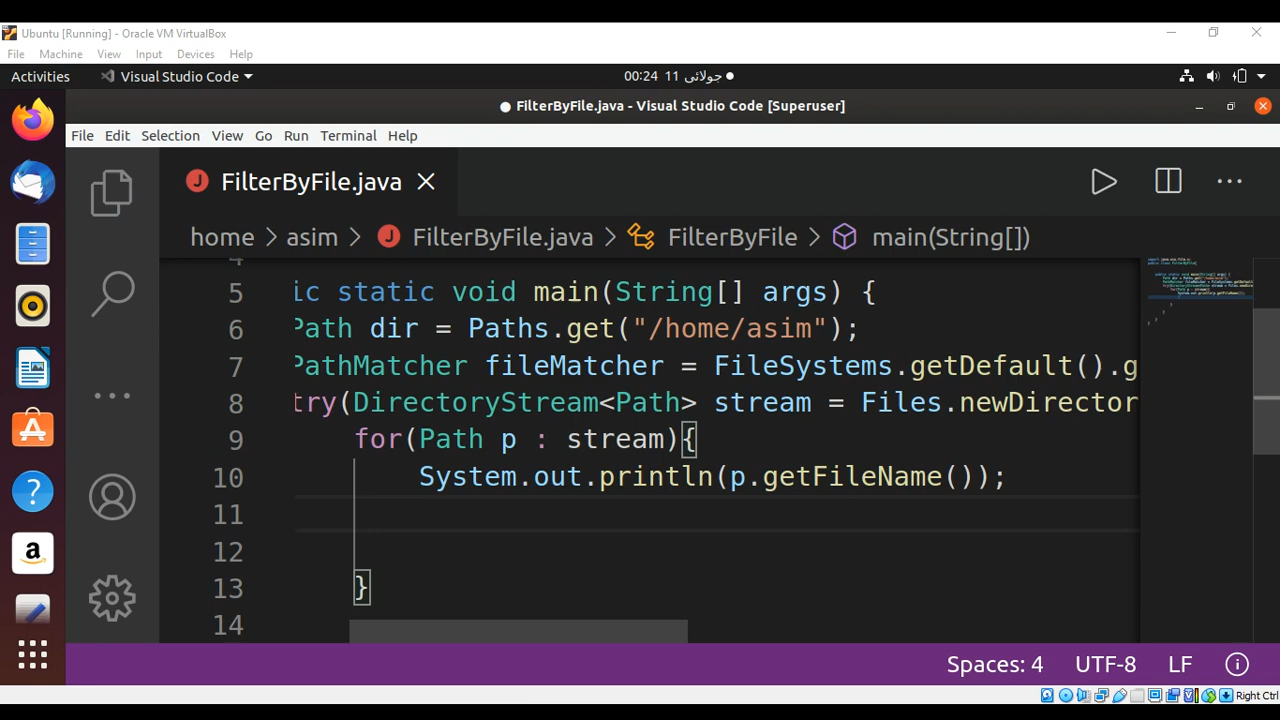 Ubuntu [Running] - Oracle VM VirtualBox
File Machine View Input Devices Help
Activities Visual Studio Code 00:24 11 جولائی
FilterByFile.java - Visual Studio Code [Superuser]
File Edit Selection View Go Run Terminal Help
FilterByFile.java
home > asim > FilterByFile.java > FilterByFile > main(String[])
4
5 ic static void main(String[] args) {
6 Path dir = Paths.get("/home/asim");
7 PathMatcher fileMatcher = FileSystems.getDefault().g
8 try(DirectoryStream<Path> stream = Files.newDirector
9 for(Path p : stream){
10 System.out.println(p.getFileName());
11
12
13 }
14
Spaces: 4 UTF-8 LF
Right Ctrl